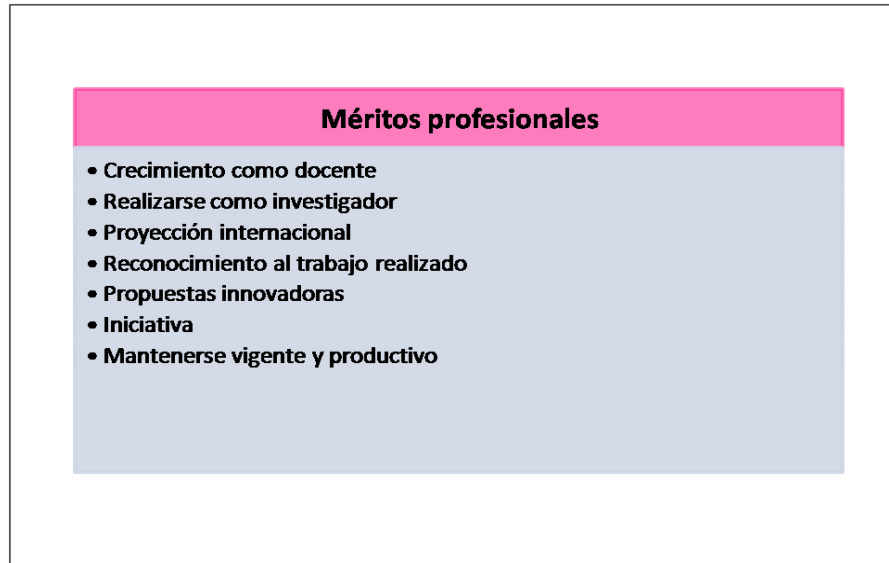 Méritos profesionales
• Crecimiento como docente
• Realizarse como investigador
• Proyección internacional
• Reconocimiento al trabajo realizado
• Propuestas innovadoras
• Iniciativa
• Mantenerse vigente y productivo